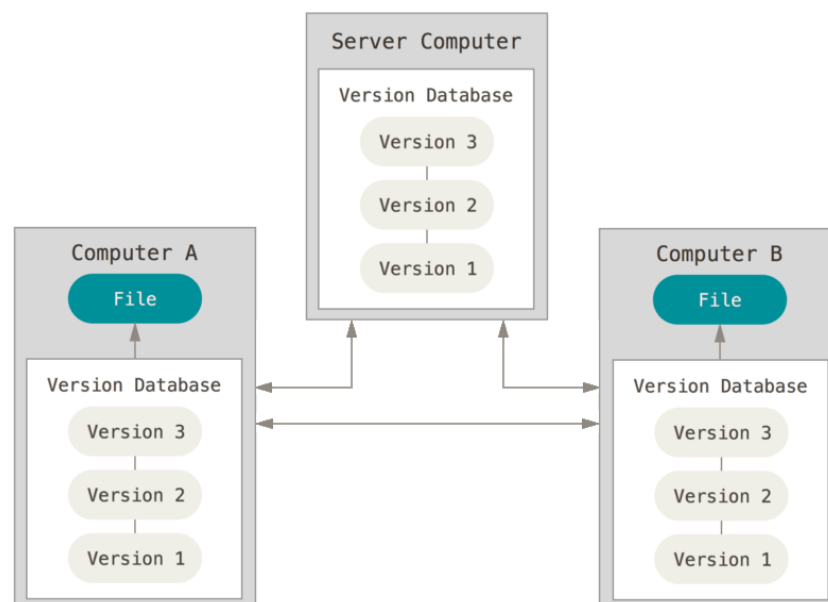 Server Computer
Version Database
Version 3
Version 2
Version 1
Computer A
File
Version Database
Version 3
Version 2
Version 1
Computer B
File
Version Database
Version 3
Version 2
Version 1